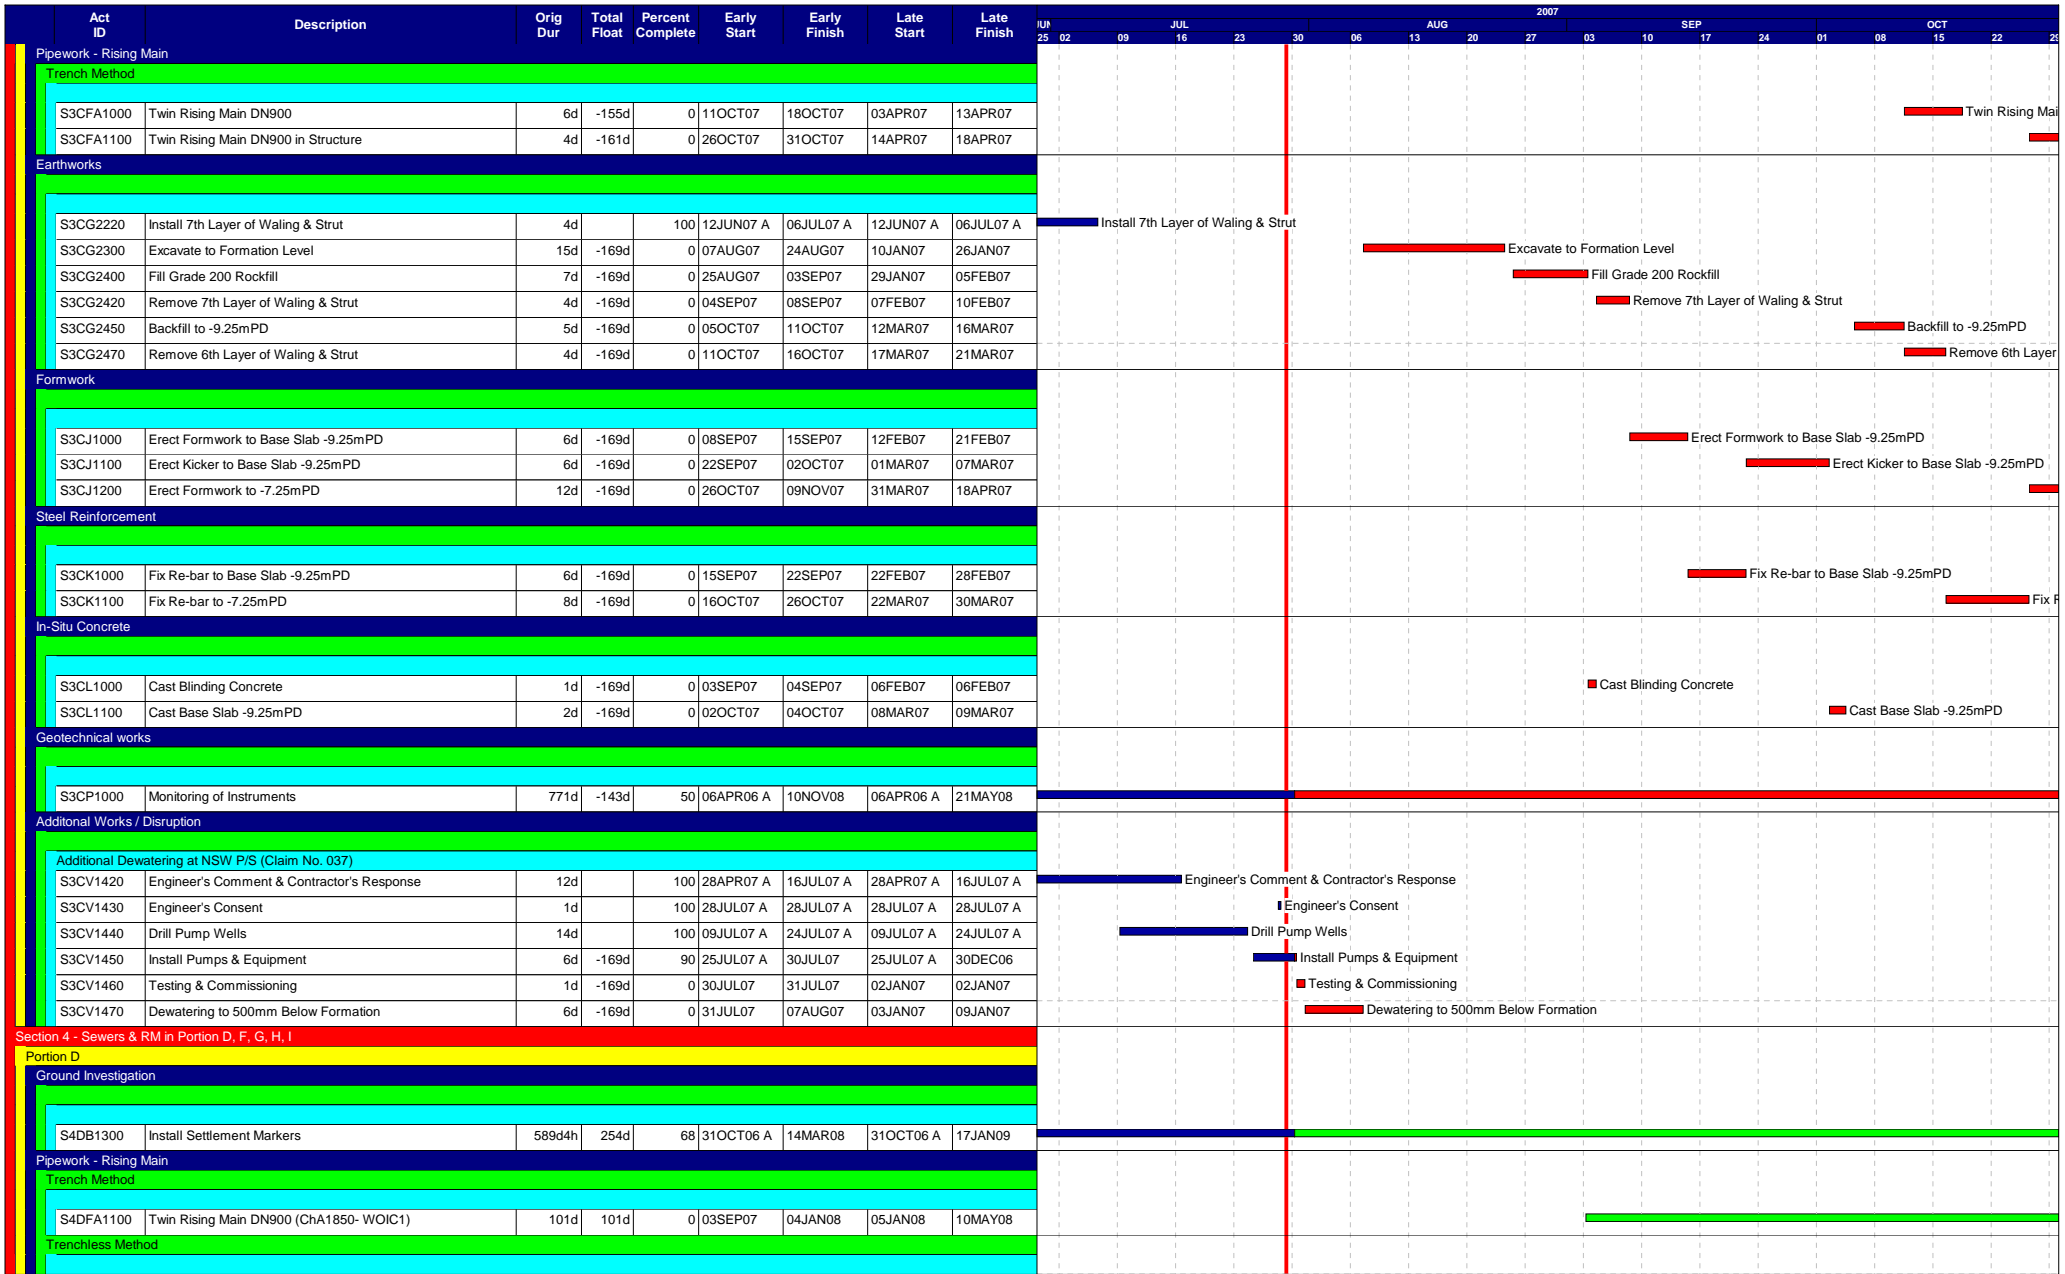 Act ID Description Orig Dur Total Float Percent Complete Early Start Early Finish Late Start Late Finish
2007
JUN JUL AUG SEP OCT
25 02 09 16 23 30 06 13 20 27 03 10 17 24 01 08 15 22 29
Pipework - Rising Main
Trench Method
S3CFA1000 Twin Rising Main DN900 6d -155d 0 11OCT07 18OCT07 03APR07 13APR07 Twin Rising Mai
S3CFA1100 Twin Rising Main DN900 in Structure 4d -161d 0 26OCT07 31OCT07 14APR07 18APR07
Earthworks
S3CG2220 Install 7th Layer of Waling & Strut 4d 100 12JUN07 A 06JUL07 A 12JUN07 A 06JUL07 A Install 7th Layer of Waling & Strut
S3CG2300 Excavate to Formation Level 15d -169d 0 07AUG07 24AUG07 10JAN07 26JAN07 Excavate to Formation Level
S3CG2400 Fill Grade 200 Rockfill 7d -169d 0 25AUG07 03SEP07 29JAN07 05FEB07 Fill Grade 200 Rockfill
S3CG2420 Remove 7th Layer of Waling & Strut 4d -169d 0 04SEP07 08SEP07 07FEB07 10FEB07 Remove 7th Layer of Waling & Strut
S3CG2450 Backfill to -9.25mPD 5d -169d 0 05OCT07 11OCT07 12MAR07 16MAR07 Backfill to -9.25mPD
S3CG2470 Remove 6th Layer of Waling & Strut 4d -169d 0 11OCT07 16OCT07 17MAR07 21MAR07 Remove 6th Layer
Formwork
S3CJ1000 Erect Formwork to Base Slab -9.25mPD 6d -169d 0 08SEP07 15SEP07 12FEB07 21FEB07 Erect Formwork to Base Slab -9.25mPD
S3CJ1100 Erect Kicker to Base Slab -9.25mPD 6d -169d 0 22SEP07 02OCT07 01MAR07 07MAR07 Erect Kicker to Base Slab -9.25mPD
S3CJ1200 Erect Formwork to -7.25mPD 12d -169d 0 26OCT07 09NOV07 31MAR07 18APR07
Steel Reinforcement
S3CK1000 Fix Re-bar to Base Slab -9.25mPD 6d -169d 0 15SEP07 22SEP07 22FEB07 28FEB07 Fix Re-bar to Base Slab -9.25mPD
S3CK1100 Fix Re-bar to -7.25mPD 8d -169d 0 16OCT07 26OCT07 22MAR07 30MAR07 Fix R
In-Situ Concrete
S3CL1000 Cast Blinding Concrete 1d -169d 0 03SEP07 04SEP07 06FEB07 06FEB07 Cast Blinding Concrete
S3CL1100 Cast Base Slab -9.25mPD 2d -169d 0 02OCT07 04OCT07 08MAR07 09MAR07 Cast Base Slab -9.25mPD
Geotechnical works
S3CP1000 Monitoring of Instruments 771d -143d 50 06APR06 A 10NOV08 06APR06 A 21MAY08
Additonal Works / Disruption
Additional Dewatering at NSW P/S (Claim No. 037)
S3CV1420 Engineer's Comment & Contractor's Response 12d 100 28APR07 A 16JUL07 A 28APR07 A 16JUL07 A Engineer's Comment & Contractor's Response
S3CV1430 Engineer's Consent 1d 100 28JUL07 A 28JUL07 A 28JUL07 A 28JUL07 A Engineer's Consent
S3CV1440 Drill Pump Wells 14d 100 09JUL07 A 24JUL07 A 09JUL07 A 24JUL07 A Drill Pump Wells
S3CV1450 Install Pumps & Equipment 6d -169d 90 25JUL07 A 30JUL07 25JUL07 A 30DEC06 Install Pumps & Equipment
S3CV1460 Testing & Commissioning 1d -169d 0 30JUL07 31JUL07 02JAN07 02JAN07 Testing & Commissioning
S3CV1470 Dewatering to 500mm Below Formation 6d -169d 0 31JUL07 07AUG07 03JAN07 09JAN07 Dewatering to 500mm Below Formation
Section 4 - Sewers & RM in Portion D, F, G, H, I
Portion D
Ground Investigation
S4DB1300 Install Settlement Markers 589d4h 254d 68 31OCT06 A 14MAR08 31OCT06 A 17JAN09
Pipework - Rising Main
Trench Method
S4DFA1100 Twin Rising Main DN900 (ChA1850- WOIC1) 101d 101d 0 03SEP07 04JAN08 05JAN08 10MAY08
Trenchless Method